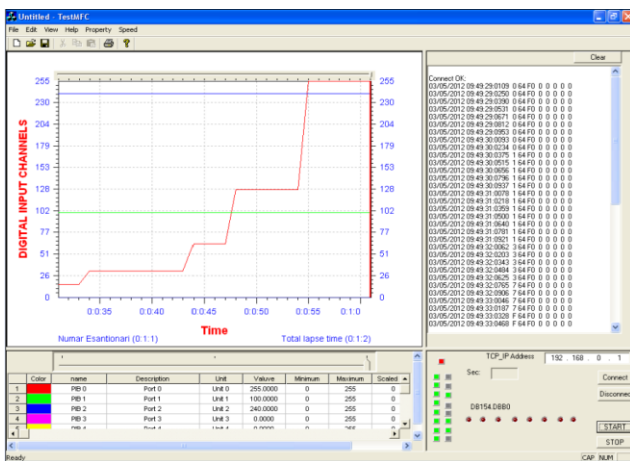 Untitled - TestMFC
File Edit View Help Property Speed
Clear
255 255
230 230
204 204
179 179
153 153
128 128
102 102
77 77
51 51
26 26
0 0
DIGITAL INPUT CHANNELS
0:0:35 0:0:40 0:0:45 0:0:50 0:0:55 0:1:0
Time
Numar Esantionari (0:1:1) Total lapse time (0:1:2)
Connect OK:
03/05/2012 09:49:29:0109 0 64 F0 0 0 0 0 0
03/05/2012 09:49:29:0250 0 64 F0 0 0 0 0 0
03/05/2012 09:49:29:0390 0 64 F0 0 0 0 0 0
03/05/2012 09:49:29:0531 0 64 F0 0 0 0 0 0
03/05/2012 09:49:29:0671 0 64 F0 0 0 0 0 0
03/05/2012 09:49:29:0812 0 64 F0 0 0 0 0 0
03/05/2012 09:49:29:0953 0 64 F0 0 0 0 0 0
03/05/2012 09:49:30:0093 0 64 F0 0 0 0 0 0
03/05/2012 09:49:30:0234 0 64 F0 0 0 0 0 0
03/05/2012 09:49:30:0375 1 64 F0 0 0 0 0 0
03/05/2012 09:49:30:0515 1 64 F0 0 0 0 0 0
03/05/2012 09:49:30:0656 1 64 F0 0 0 0 0 0
03/05/2012 09:49:30:0796 1 64 F0 0 0 0 0 0
03/05/2012 09:49:30:0937 1 64 F0 0 0 0 0 0
03/05/2012 09:49:31:0078 1 64 F0 0 0 0 0 0
03/05/2012 09:49:31:0218 1 64 F0 0 0 0 0 0
03/05/2012 09:49:31:0359 1 64 F0 0 0 0 0 0
03/05/2012 09:49:31:0500 1 64 F0 0 0 0 0 0
03/05/2012 09:49:31:0640 1 64 F0 0 0 0 0 0
03/05/2012 09:49:31:0781 1 64 F0 0 0 0 0 0
03/05/2012 09:49:31:0921 1 64 F0 0 0 0 0 0
03/05/2012 09:49:32:0062 3 64 F0 0 0 0 0 0
03/05/2012 09:49:32:0203 3 64 F0 0 0 0 0 0
03/05/2012 09:49:32:0343 3 64 F0 0 0 0 0 0
03/05/2012 09:49:32:0484 3 64 F0 0 0 0 0 0
03/05/2012 09:49:32:0625 3 64 F0 0 0 0 0 0
03/05/2012 09:49:32:0765 7 64 F0 0 0 0 0 0
03/05/2012 09:49:32:0906 7 64 F0 0 0 0 0 0
03/05/2012 09:49:33:0046 7 64 F0 0 0 0 0 0
03/05/2012 09:49:33:0187 7 64 F0 0 0 0 0 0
03/05/2012 09:49:33:0328 F 64 F0 0 0 0 0 0
03/05/2012 09:49:33:0468 F 64 F0 0 0 0 0 0
Color name Description Unit Valuve Minimum Maximum Scaled
1 PIB 0 Port 0 Unit 0 255.0000 0 255 0
2 PIB 1 Port 1 Unit 1 100.0000 0 255 0
3 PIB 2 Port 2 Unit 2 240.0000 0 255 0
4 PIB 3 Port 3 Unit 3 0.0000 0 255 0
TCP_IP Address 192 . 168 . 0 . 1
Sec:
Connect
Disconnect
DB154.DBB0
START
STOP
Ready CAP NUM